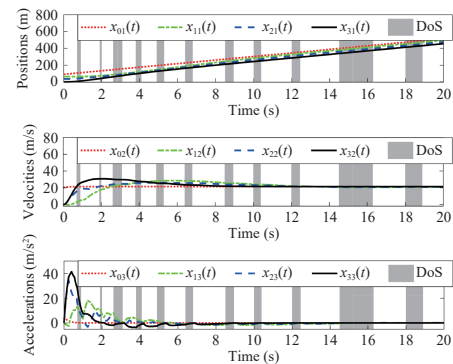 Positions (m)
800
600
400
200
0
x₀₁(t) x₁₁(t) x₂₁(t) x₃₁(t) DoS
0 2 4 6 8 10 12 14 16 18 20
Time (s)
Velocities (m/s)
80
60
40
20
0
x₀₂(t) x₁₂(t) x₂₂(t) x₃₂(t) DoS
0 2 4 6 8 10 12 14 16 18 20
Time (s)
Accelerations (m/s²)
60
40
20
0
x₀₃(t) x₁₃(t) x₂₃(t) x₃₃(t) DoS
0 2 4 6 8 10 12 14 16 18 20
Time (s)